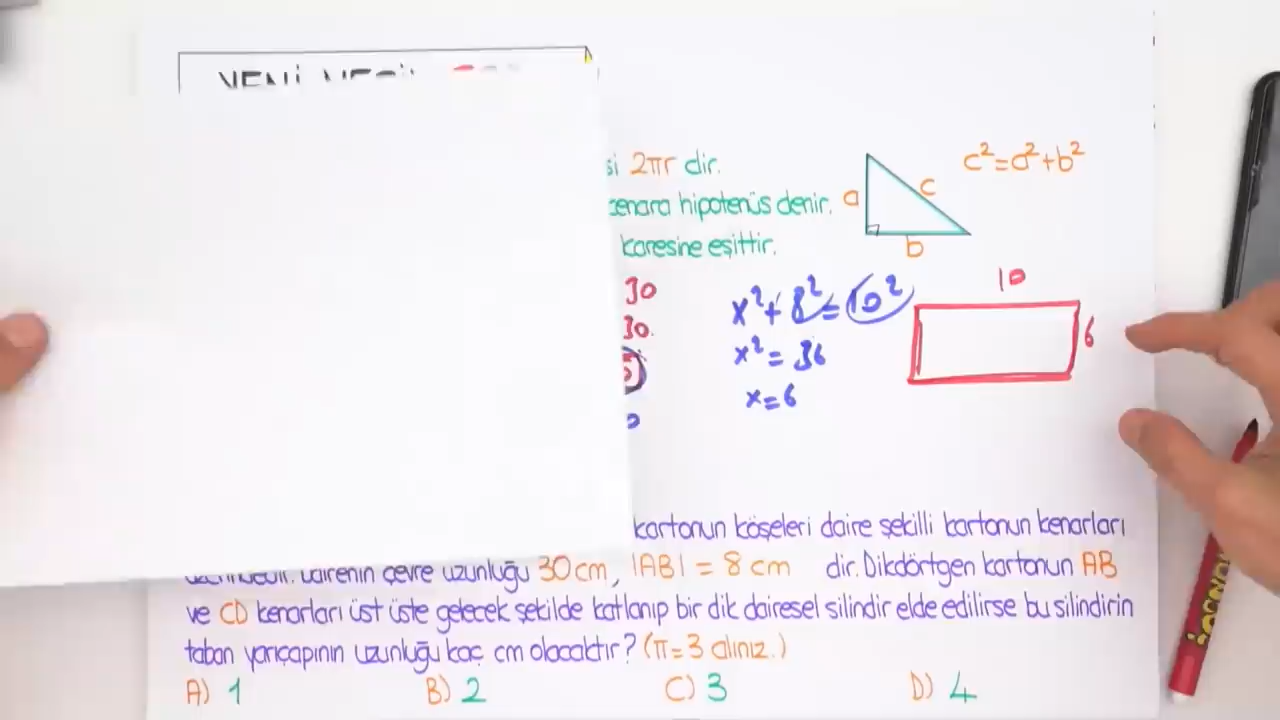 si 2πr dir.
kenara hipotenüs denir.
karesine eşittir.
a
c
b
c²=a²+b²
30
30
x²+8²=10²
x²=36
x=6
10
6
kartonun köşeleri daire şekilli kartonun kenarları
üzerindedir. Dairenin çevre uzunluğu 30cm, |AB| = 8 cm dir. Dikdörtgen kartonun AB
ve CD kenarları üst üste gelecek şekilde katlanıp bir dik dairesel silindir elde edilirse bu silindirin
taban yarıçapının uzunluğu kaç cm olacaktır? (π=3 alınız.)
A) 1
B) 2
C) 3
D) 4